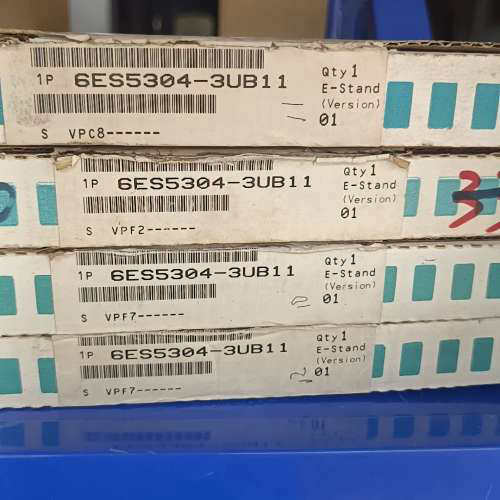 1P 6ES5304-3UB11
Qty 1
E-Stand
(Version)
01
S VPC8------
1P 6ES5304-3UB11
Qty 1
E-Stand
(Version)
01
S VPF2------
1P 6ES5304-3UB11
Qty 1
E-Stand
(Version)
01
S VPF7------
1P 6ES5304-3UB11
Qty 1
E-Stand
(Version)
01
S VPF7------